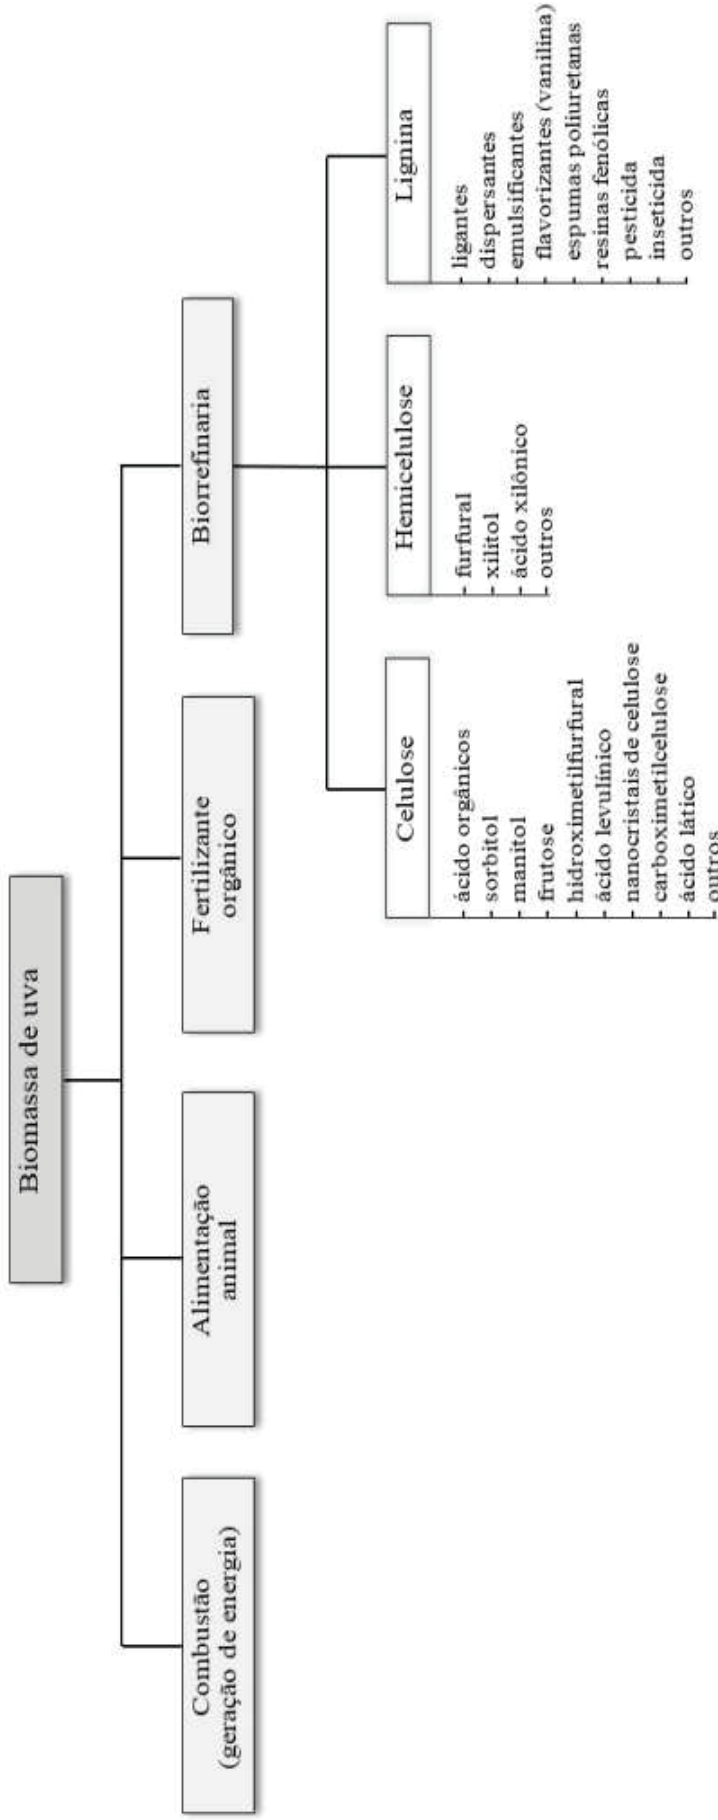 Biomassa de uva
Combustão
(geração de energia)
Alimentação
animal
Fertilizante
orgânico
Biorrefinaria
Celulose
ácido orgânicos
sorbitol
manitol
frutose
hidroximetilfurfural
ácido levulínico
nanocristais de celulose
carboximetilcelulose
ácido lático
outros
Hemicelulose
furfural
xilitol
ácido xilônico
outros
Lignina
ligantes
dispersantes
emulsificantes
flavorizantes (vanilina)
espumas poliuretanas
resinas fenólicas
pesticida
inseticida
outros